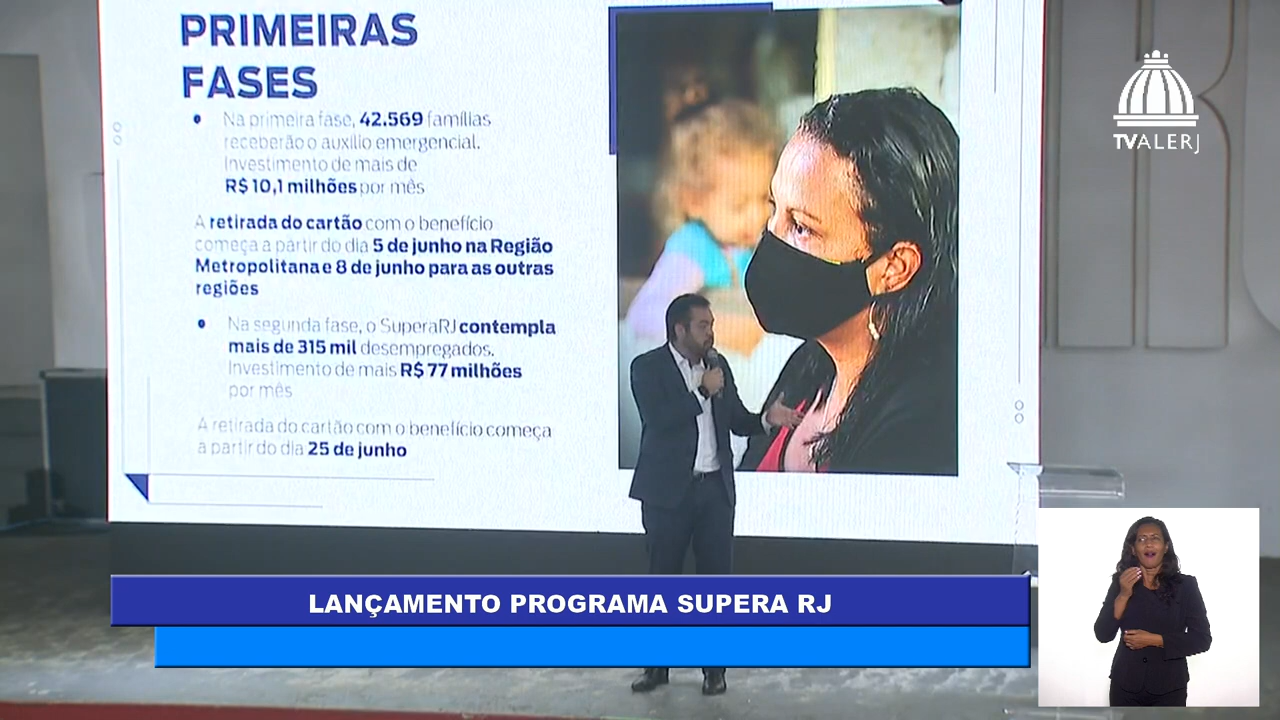 PRIMEIRAS
FASES
Na primeira fase, 42.569 famílias
receberão o auxílio emergencial.
Investimento de mais de
R$ 10,1 milhões por mês
A retirada do cartão com o benefício
começa a partir do dia 5 de junho na Região
Metropolitana e 8 de junho para as outras
regiões
Na segunda fase, o SuperaRJ contempla
mais de 315 mil desempregados.
Investimento de mais R$ 77 milhões
por mês
A retirada do cartão com o benefício começa
a partir do dia 25 de junho
TVALERJ
LANÇAMENTO PROGRAMA SUPERA RJ